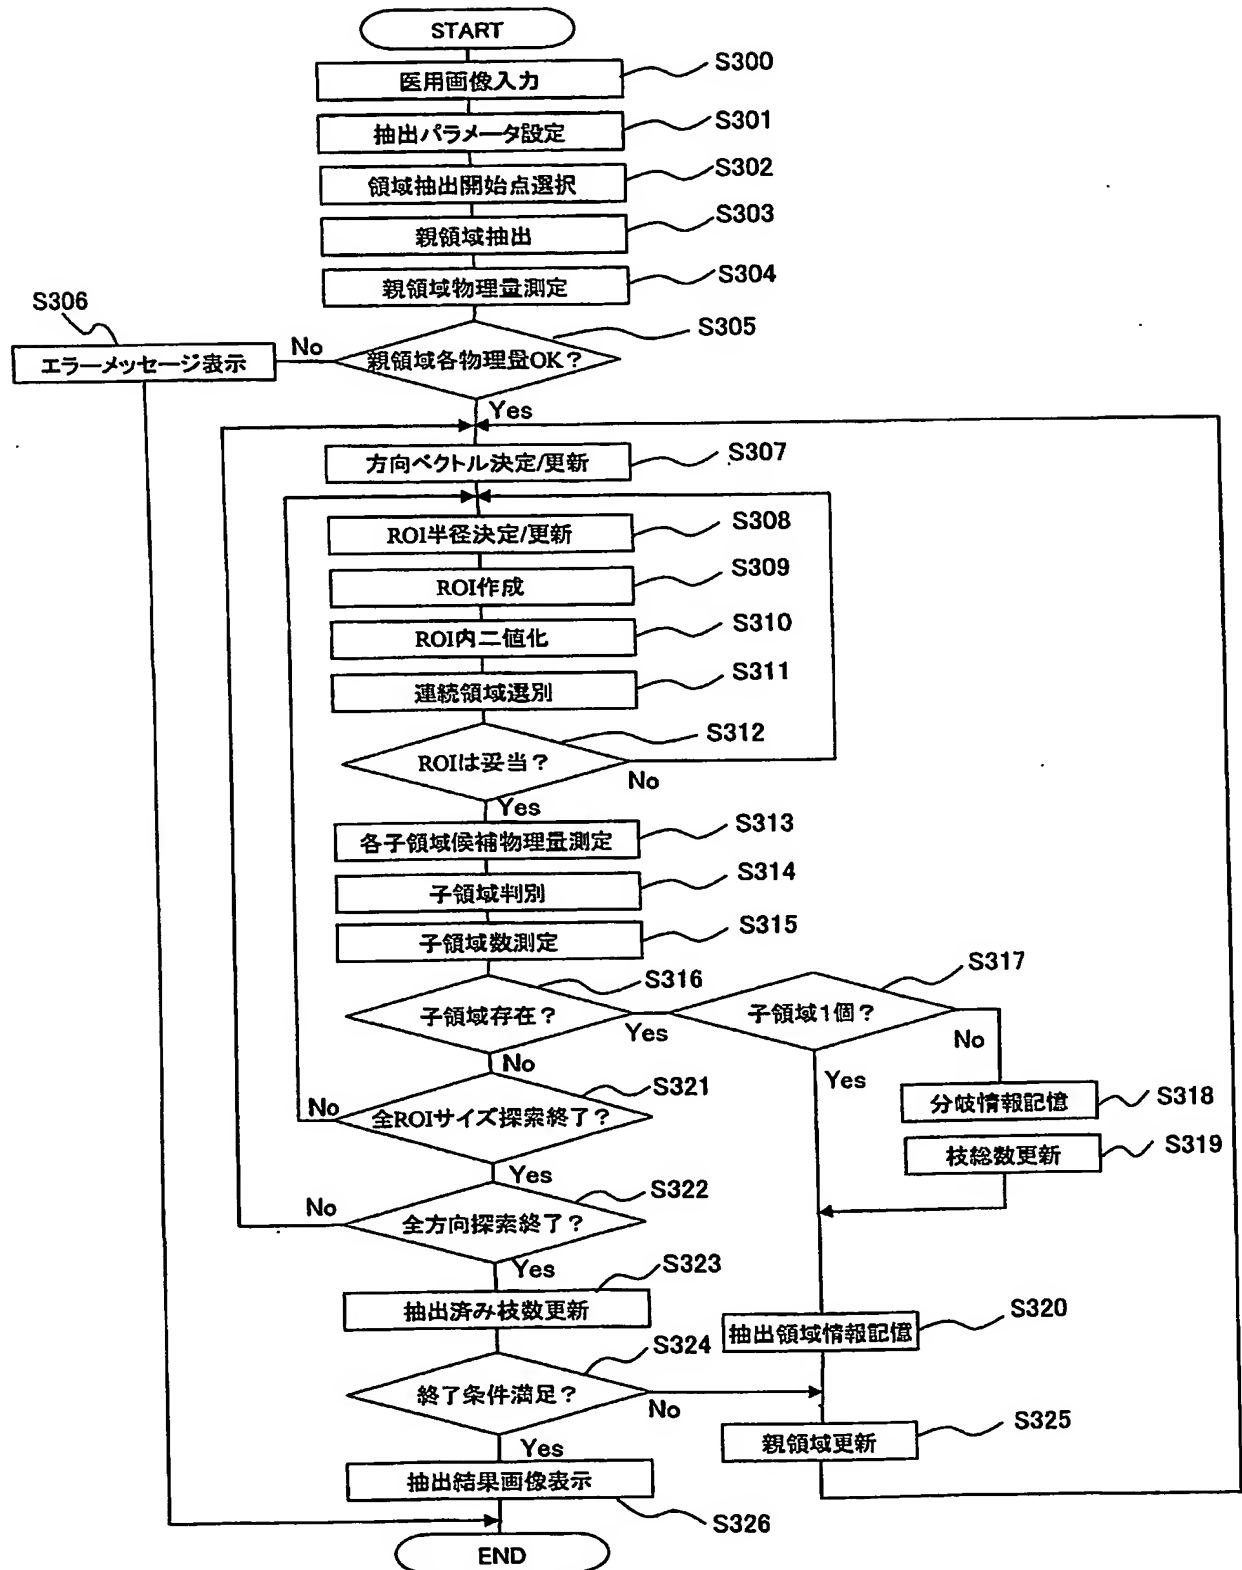 START
医用画像入力
S300
抽出パラメータ設定
S301
領域抽出開始点選択
S302
親領域抽出
S303
親領域物理量測定
S304
親領域各物理量OK？
S305
No
S306
エラーメッセージ表示
Yes
方向ベクトル決定/更新
S307
ROI半径決定/更新
S308
ROI作成
S309
ROI内二値化
S310
連続領域選別
S311
ROIは妥当？
S312
No
Yes
各子領域候補物理量測定
S313
子領域判別
S314
子領域数測定
S315
子領域存在？
S316
Yes
No
子領域1個？
S317
No
Yes
分岐情報記憶
S318
枝総数更新
S319
全ROIサイズ探索終了？
S321
No
Yes
全方向探索終了？
S322
No
Yes
抽出済み枝数更新
S323
抽出領域情報記憶
S320
終了条件満足？
S324
No
Yes
親領域更新
S325
抽出結果画像表示
S326
END